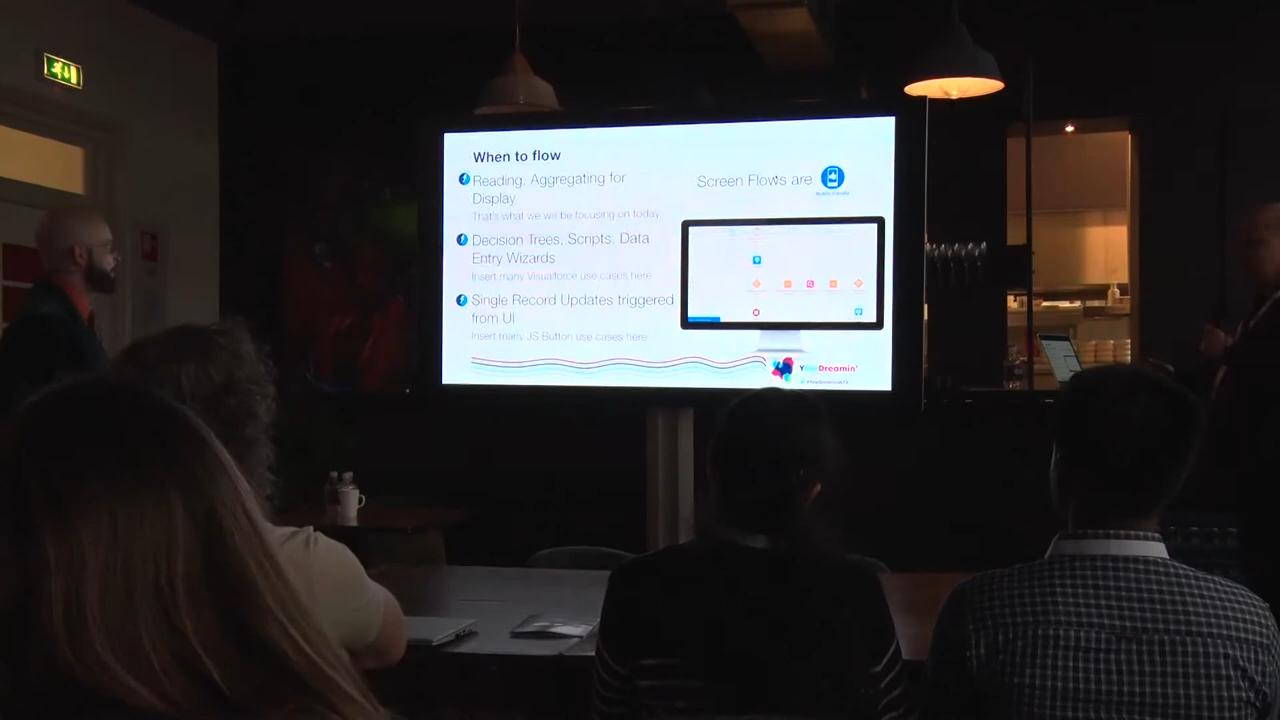 When to flow
Reading, Aggregating for
Display
That's what we will be focusing on today
Decision Trees, Scripts, Data
Entry Wizards
Insert many Visualforce use cases here
Single Record Updates triggered
from UI
Insert many JS Button use cases here
Screen Flows are